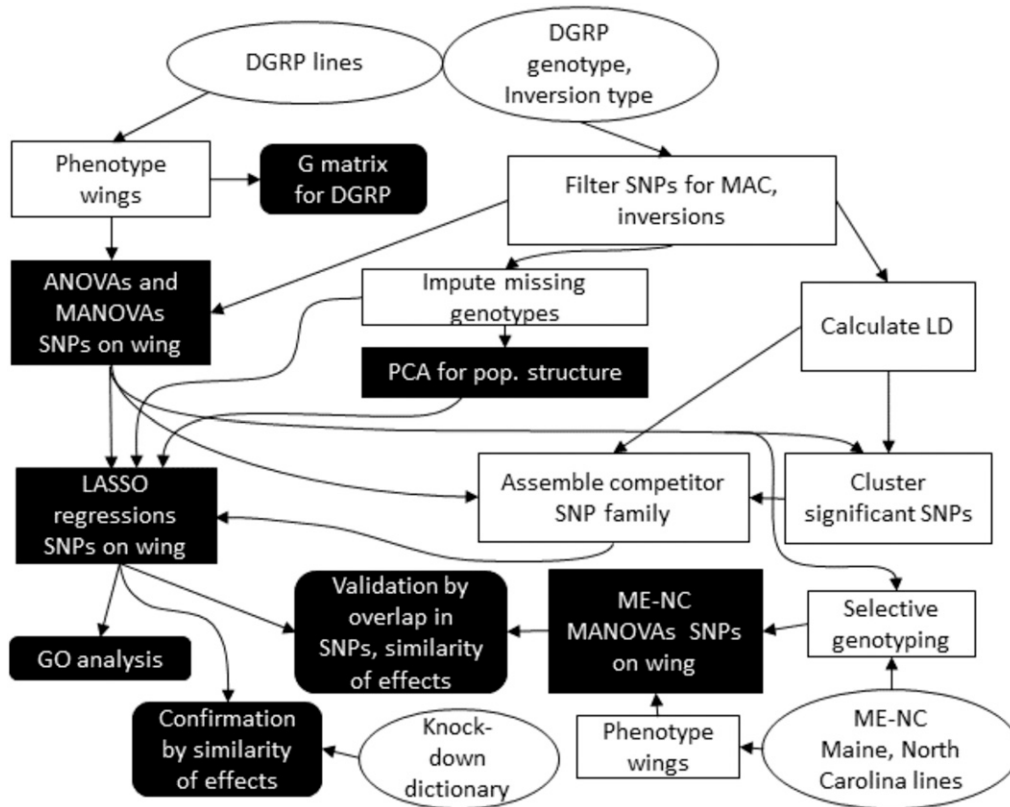 DGRP lines
DGRP
genotype,
Inversion type
Phenotype
wings
G matrix
for DGRP
Filter SNPs for MAC,
inversions
ANOVAs and
MANOVAs
SNPs on wing
Impute missing
genotypes
Calculate LD
PCA for pop. structure
LASSO
regressions
SNPs on wing
Assemble competitor
SNP family
Cluster
significant SNPs
Validation by
overlap in
SNPs, similarity
of effects
ME-NC
MANOVAs SNPs
on wing
Selective
genotyping
GO analysis
Confirmation
by similarity
of effects
Knock-
down
dictionary
Phenotype
wings
ME-NC
Maine, North
Carolina lines